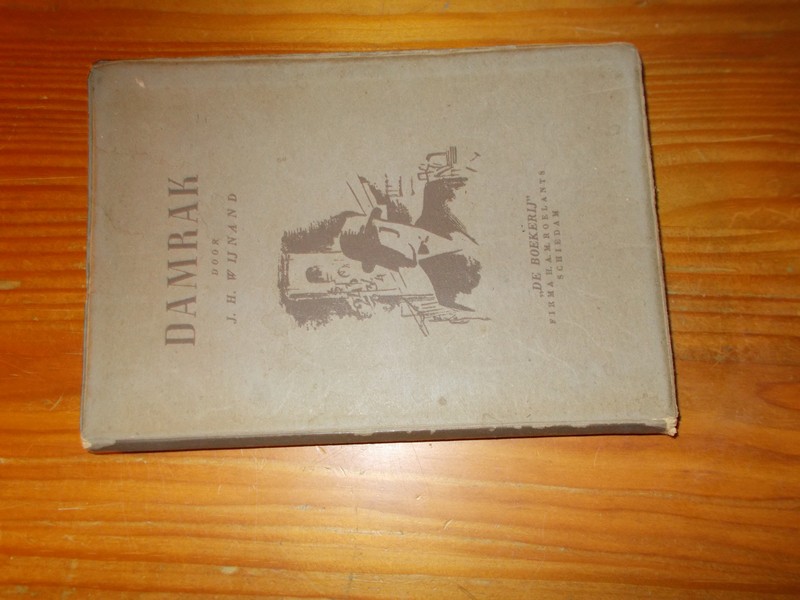 DAMRAK
DOOR
J. H. WIJNAND
„DE BOEKERIJ”
FIRMA H. A. M. ROELANTS
SCHIEDAM